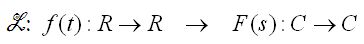 ℒ: f(t): R → R → F(s): C → C